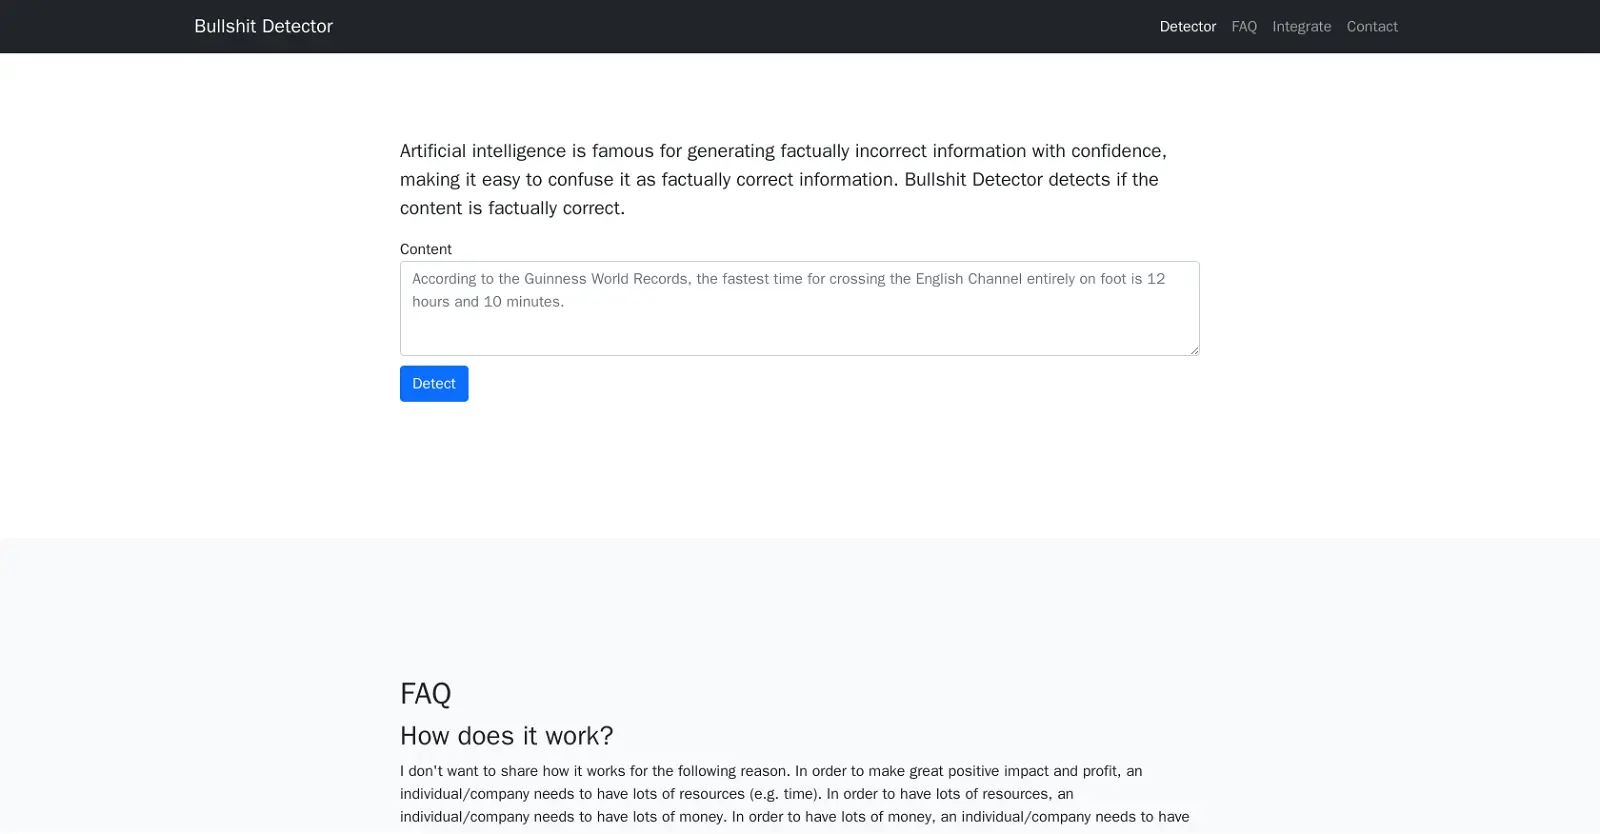 Bullshit Detector
Detector FAQ Integrate Contact
Artificial intelligence is famous for generating factually incorrect information with confidence,
making it easy to confuse it as factually correct information. Bullshit Detector detects if the
content is factually correct.
Content
According to the Guinness World Records, the fastest time for crossing the English Channel entirely on foot is 12
hours and 10 minutes.
Detect
FAQ
How does it work?
I don't want to share how it works for the following reason. In order to make great positive impact and profit, an
individual/company needs to have lots of resources (e.g. time). In order to have lots of resources, an
individual/company needs to have lots of money. In order to have lots of money, an individual/company needs to have